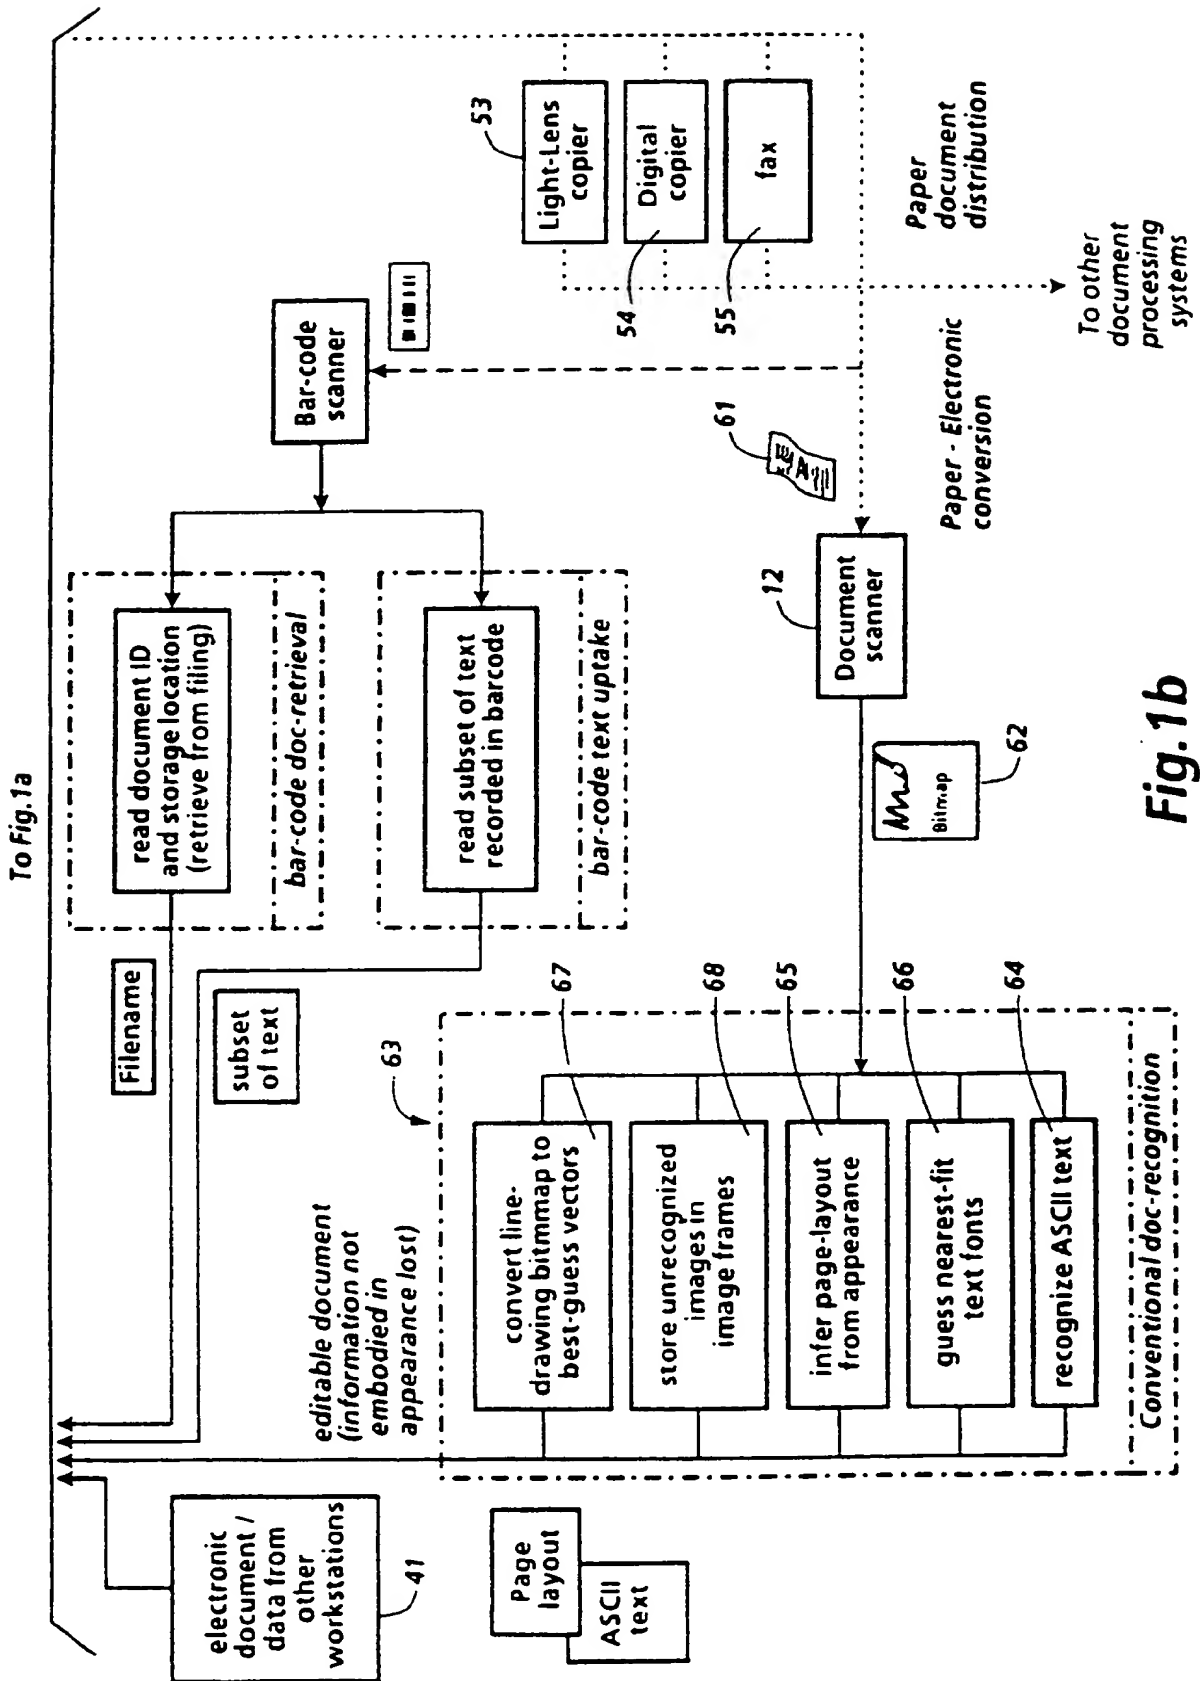 To Fig.1a
electronic
document /
data from
other
workstations
41
Filename
subset
of text
read document ID
and storage location
(retrieve from filing)
bar-code doc-retrieval
read subset of text
recorded in barcode
bar-code text uptake
Bar-code
scanner
53
Light-Lens
copier
Digital
copier
54
fax
55
Paper
document
distribution
To other
document
processing
systems
Paper - Electronic
conversion
61
12
Document
scanner
Bitmap
62
editable document
(information not
embodied in
appearance lost)
63
convert line-
drawing bitmmap to
best-guess vectors
67
store unrecognized
images in
image frames
68
infer page-layout
from appearance
65
guess nearest-fit
text fonts
66
recognize ASCII text
64
Conventional doc-recognition
Page
layout
ASCII
text
Fig.1b